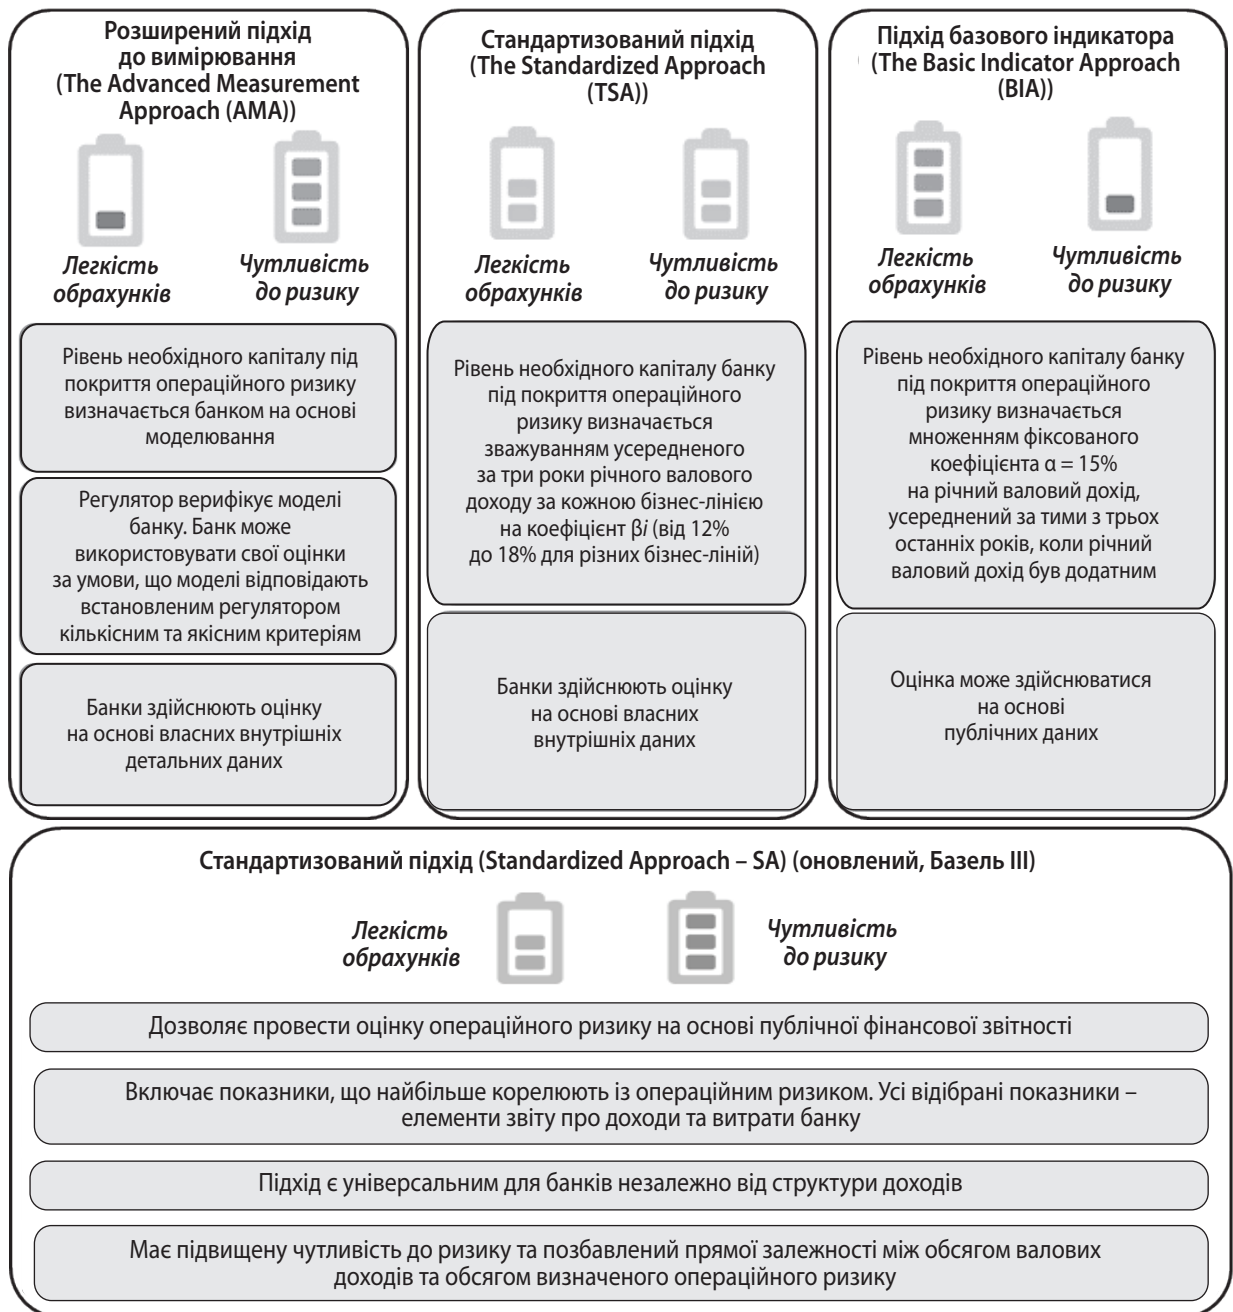 Розширений підхід
до вимірювання
(The Advanced Measurement
Approach (AMA))
Легкість
обрахунків
Чутливість
до ризику
Рівень необхідного капіталу під
покриття операційного ризику
визначається банком на основі
моделювання
Регулятор верифікує моделі
банку. Банк може
використовувати свої оцінки
за умови, що моделі відповідають
встановленим регулятором
кількісним та якісним критеріям
Банки здійснюють оцінку
на основі власних внутрішніх
детальних даних
Стандартизований підхід
(The Standardized Approach
(TSA))
Легкість
обрахунків
Чутливість
до ризику
Рівень необхідного капіталу банку
під покриття операційного
ризику визначається
зважуванням усередненого
за три роки річного валового
доходу за кожною бізнес-лінією
на коефіцієнт βi (від 12%
до 18% для різних бізнес-ліній)
Банки здійснюють оцінку
на основі власних
внутрішніх даних
Підхід базового індикатора
(The Basic Indicator Approach
(BIA))
Легкість
обрахунків
Чутливість
до ризику
Рівень необхідного капіталу банку
під покриття операційного
ризику визначається
множенням фіксованого
коефіцієнта α = 15%
на річний валовий дохід,
усереднений за тими з трьох
останніх років, коли річний
валовий дохід був додатним
Оцінка може здійснюватися
на основі
публічних даних
Стандартизований підхід (Standardized Approach – SA) (оновлений, Базель III)
Легкість
обрахунків
Чутливість
до ризику
Дозволяє провести оцінку операційного ризику на основі публічної фінансової звітності
Включає показники, що найбільше корелюють із операційним ризиком. Усі відібрані показники –
елементи звіту про доходи та витрати банку
Підхід є універсальним для банків незалежно від структури доходів
Має підвищену чутливість до ризику та позбавлений прямої залежності між обсягом валових
доходів та обсягом визначеного операційного ризику